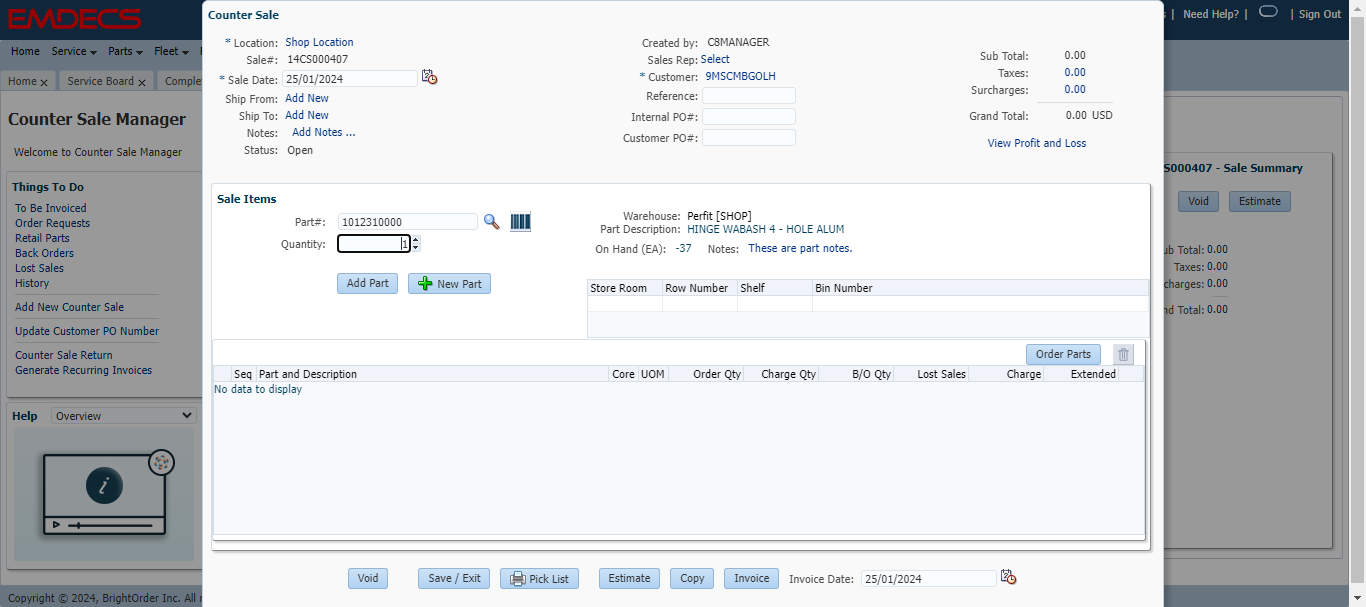 EMDECS
Need Help? |
| Sign Out
Home Service Parts Fleet
Home x Service Board x Comple
Counter Sale Manager
Welcome to Counter Sale Manager
Things To Do
To Be Invoiced
Order Requests
Retail Parts
Back Orders
Lost Sales
History
Add New Counter Sale
Update Customer PO Number
Counter Sale Return
Generate Recurring Invoices
Help Overview
i
Copyright © 2024, BrightOrder Inc. All
Counter Sale
* Location: Shop Location
Sale#: 14CS000407
* Sale Date: 25/01/2024
Ship From: Add New
Ship To: Add New
Notes: Add Notes ...
Status: Open
Created by: C8MANAGER
Sales Rep: Select
* Customer: 9MSCMBGOLH
Reference:
Internal PO#:
Customer PO#:
Sub Total: 0.00
Taxes: 0.00
Surcharges: 0.00
Grand Total: 0.00 USD
View Profit and Loss
Sale Items
Part#: 1012310000
Quantity: 1
Add Part New Part
Warehouse: Perfit [SHOP]
Part Description: HINGE WABASH 4 - HOLE ALUM
On Hand (EA): -37 Notes: These are part notes.
Store Room Row Number Shelf Bin Number
Order Parts
Seq Part and Description Core UOM Order Qty Charge Qty B/O Qty Lost Sales Charge Extended
No data to display
Void Save / Exit Pick List Estimate Copy Invoice Invoice Date: 25/01/2024
S000407 - Sale Summary
Void Estimate
ub Total: 0.00
Taxes: 0.00
charges: 0.00
nd Total: 0.00